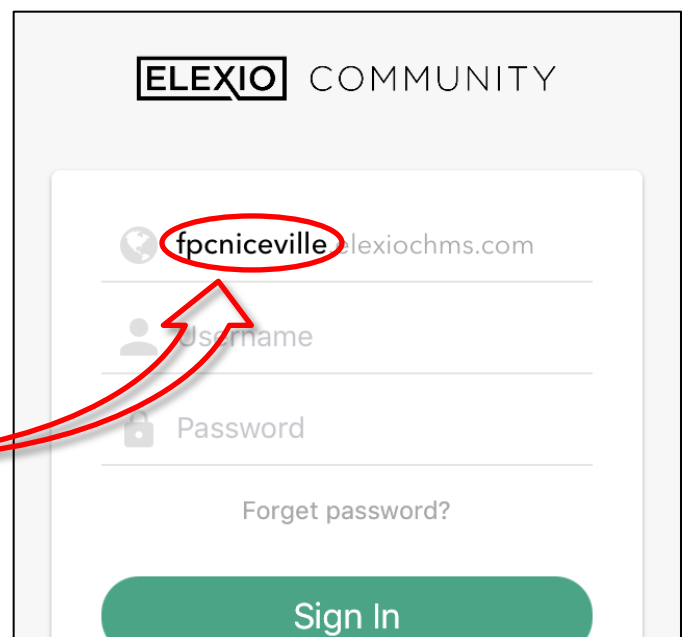 ELEXIO COMMUNITY
fpcniceville.elexiochms.com
Username
Password
Forget password?
Sign In